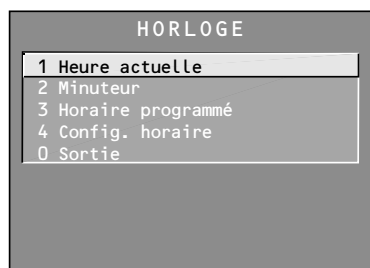 HORLOGE
1 Heure actuelle
2 Minuteur
3 Horaire programmé
4 Config. horaire
0 Sortie